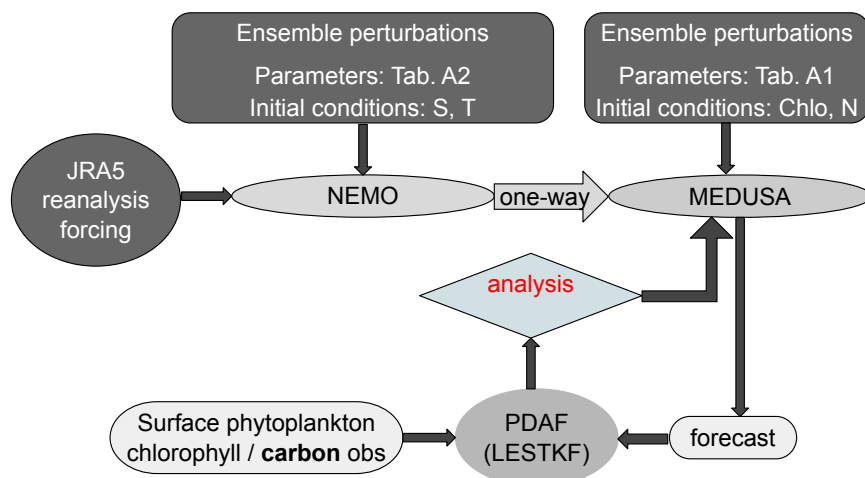 Ensemble perturbations
Parameters: Tab. A2
Initial conditions: S, T
Ensemble perturbations
Parameters: Tab. A1
Initial conditions: Chlo, N
JRA5
reanalysis
forcing
NEMO
one-way
MEDUSA
analysis
Surface phytoplankton
chlorophyll / carbon obs
PDAF
(LESTKF)
forecast